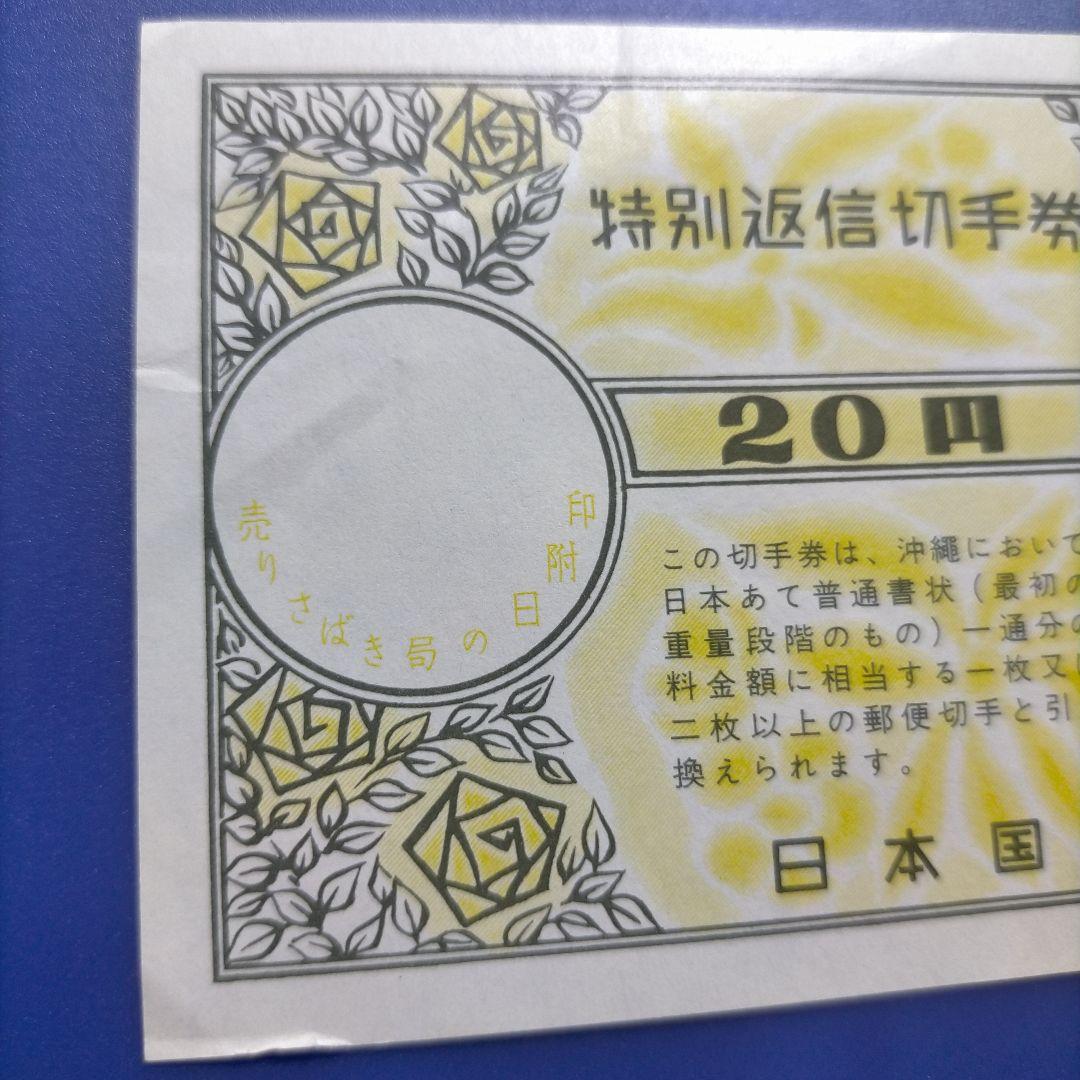 特別返信切手券
20円
この切手券は、沖縄において
日本あて普通書状(最初の
重量段階のもの)一通分の
料金額に相当する一枚又は
二枚以上の郵便切手と引
換えられます。
日本国
売りさばき局の日附印